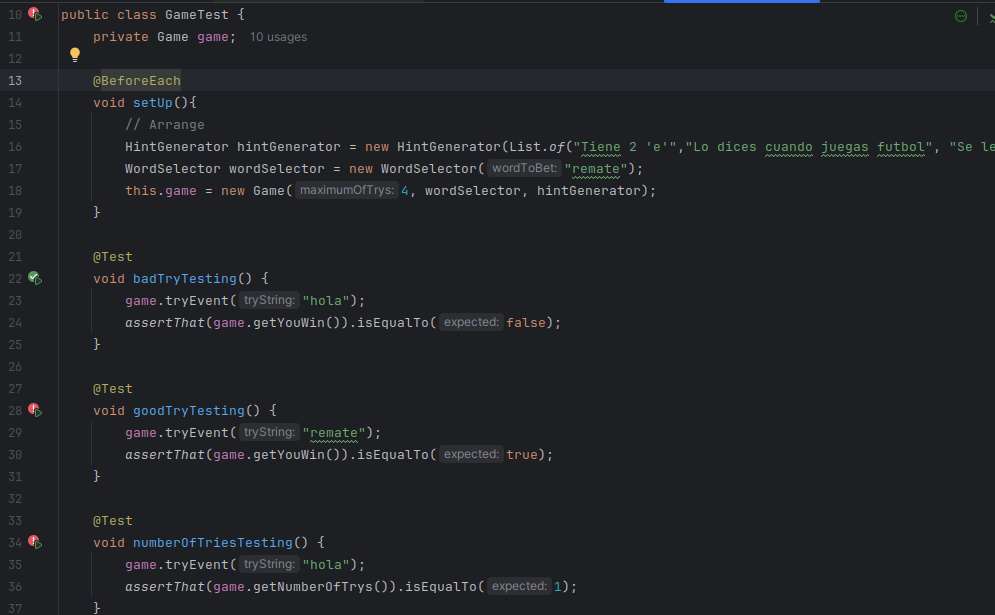 10 public class GameTest {
11 private Game game; 10 usages
12
13 @BeforeEach
14 void setUp(){
15 // Arrange
16 HintGenerator hintGenerator = new HintGenerator(List.of("Tiene 2 'e'","Lo dices cuando juegas futbol", "Se le
17 WordSelector wordSelector = new WordSelector( wordToBet: "remate");
18 this.game = new Game( maximumOfTrys: 4, wordSelector, hintGenerator);
19 }
20
21 @Test
22 void badTryTesting() {
23 game.tryEvent( tryString: "hola");
24 assertThat(game.getYouWin()).isEqualTo( expected: false);
25 }
26
27 @Test
28 void goodTryTesting() {
29 game.tryEvent( tryString: "remate");
30 assertThat(game.getYouWin()).isEqualTo( expected: true);
31 }
32
33 @Test
34 void numberOfTriesTesting() {
35 game.tryEvent( tryString: "hola");
36 assertThat(game.getNumberOfTrys()).isEqualTo( expected: 1);
37 }